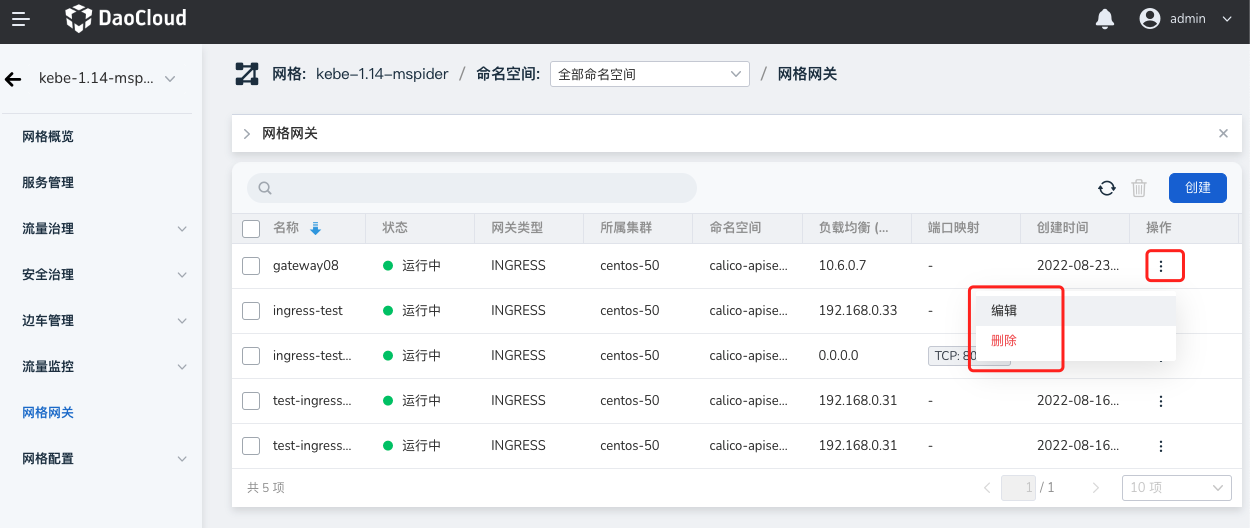 DaoCloud
admin
kebe-1.14-msp...
网格: kebe-1.14-mspider / 命名空间: 全部命名空间 / 网格网关
网格概览
服务管理
流量治理
安全治理
边车管理
流量监控
网格网关
网格配置
网格网关
创建
名称 状态 网关类型 所属集群 命名空间 负载均衡 (... 端口映射 创建时间 操作
gateway08 运行中 INGRESS centos-50 calico-apise... 10.6.0.7 - 2022-08-23...
ingress-test 运行中 INGRESS centos-50 calico-apise... 192.168.0.33 -
编辑
ingress-test... 运行中 INGRESS centos-50 calico-apise... 0.0.0.0 TCP: 80
删除
test-ingress... 运行中 INGRESS centos-50 calico-apise... 192.168.0.31 - 2022-08-16...
test-ingress... 运行中 INGRESS centos-50 calico-apise... 192.168.0.31 - 2022-08-16...
共 5 项
1 / 1
10 项